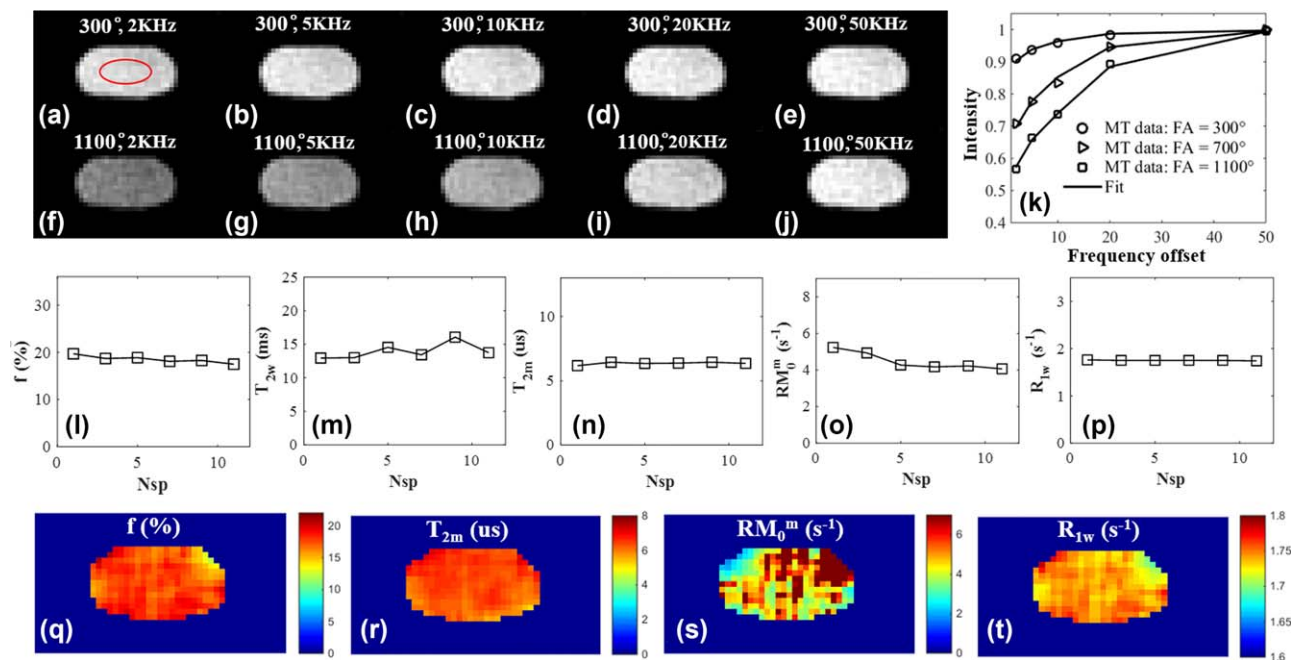 300°, 2KHz
300°, 5KHz
300°, 10KHz
300°, 20KHz
300°, 50KHz
(a)
(b)
(c)
(d)
(e)
1100,° 2KHz
1100,° 5KHz
1100,° 10KHz
1100,° 20KHz
1100,° 50KHz
(f)
(g)
(h)
(i)
(j)
Intensity
1
0.9
0.8
0.7
0.6
0.5
0.4
MT data: FA = 300°
MT data: FA = 700°
MT data: FA = 1100°
Fit
(k)
10
20
30
40
50
Frequency offset
f (%)
30
20
10
0
(l)
0
5
10
Nsp
T2w (ms)
25
20
15
10
5
0
(m)
0
5
10
Nsp
T2m (us)
10
5
0
(n)
0
5
10
Nsp
RM0m (s-1)
8
6
4
2
0
(o)
0
5
10
Nsp
R1w (s-1)
3
2
1
0
(p)
0
5
10
Nsp
f (%)
(q)
20
15
10
5
0
T2m (us)
(r)
8
6
4
2
0
RM0m (s-1)
(s)
6
4
2
0
R1w (s-1)
(t)
1.8
1.75
1.7
1.65
1.6